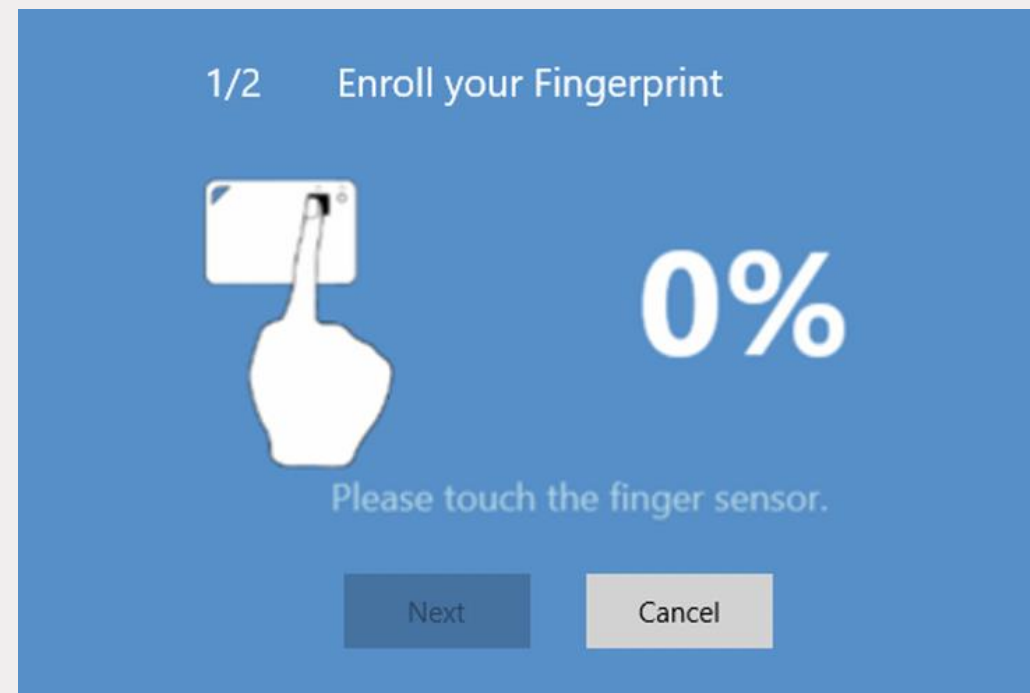 1/2 Enroll your Fingerprint
0%
Please touch the finger sensor.
Next Cancel